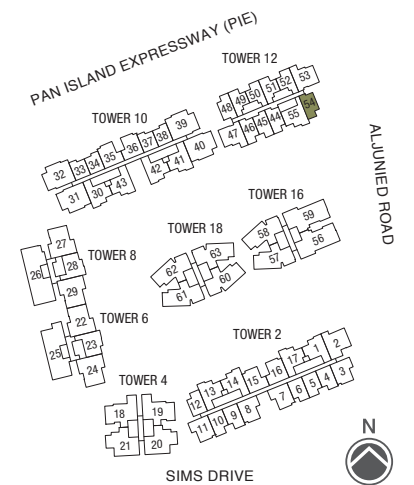 PAN ISLAND EXPRESSWAY (PIE)
TOWER 12
48 49 50 51 52 53
47 46 45 44 55 54
TOWER 10
32 33 34 35 36 37 38 39
31 30 43 42 41 40
ALJUNIED ROAD
TOWER 16
58 59
57 56
TOWER 18
62 63
61 60
TOWER 8
27
26 28
29
TOWER 6
22
25 23
24
TOWER 2
12 13 14 15 16 17 1 2
11 10 9 8 7 6 5 4 3
TOWER 4
18 19
21 20
N
SIMS DRIVE